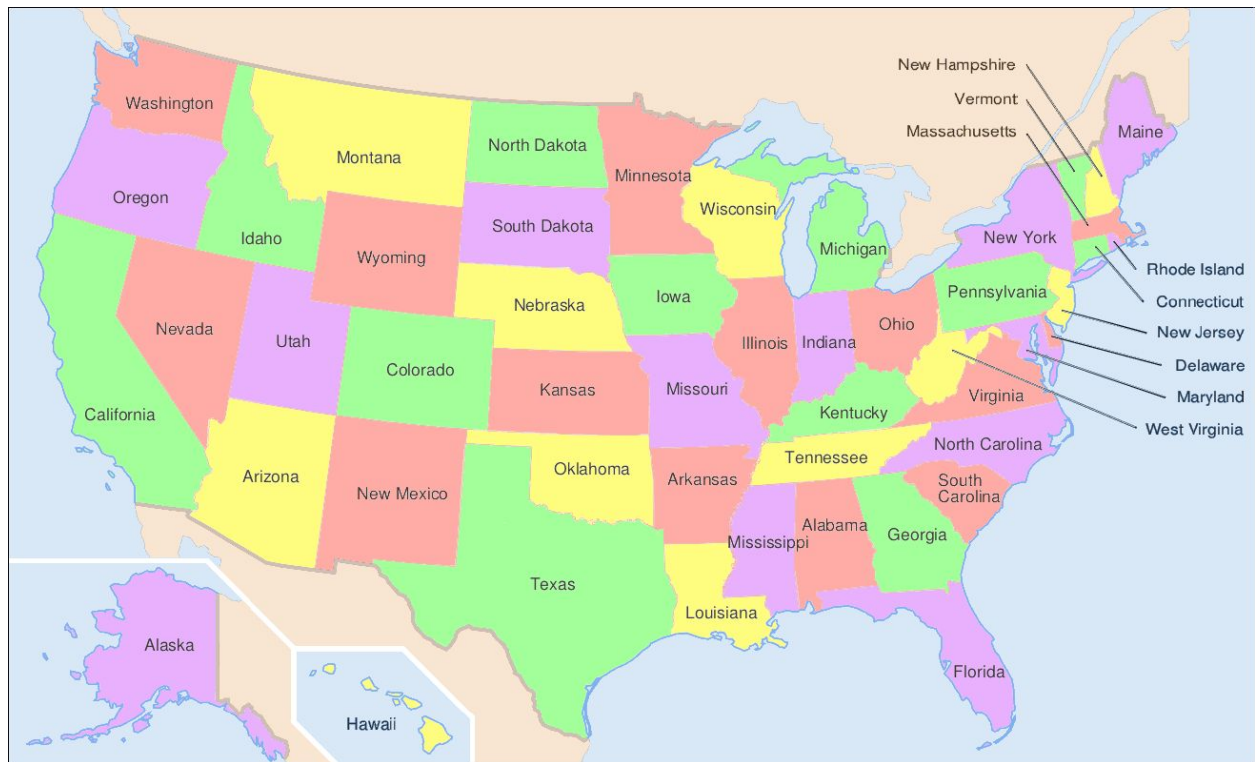 New Hampshire
Vermont
Massachusetts
Washington
Maine
Montana
North Dakota
Minnesota
Oregon
Idaho
South Dakota
Wisconsin
Wyoming
Michigan
New York
Rhode Island
Nebraska
Iowa
Pennsylvania
Connecticut
Nevada
Utah
Illinois
Indiana
Ohio
New Jersey
Colorado
Delaware
Kansas
Missouri
Virginia
Maryland
California
Kentucky
West Virginia
North Carolina
Arizona
New Mexico
Oklahoma
Arkansas
Tennessee
South
Carolina
Mississippi
Alabama
Georgia
Texas
Louisiana
Alaska
Florida
Hawaii